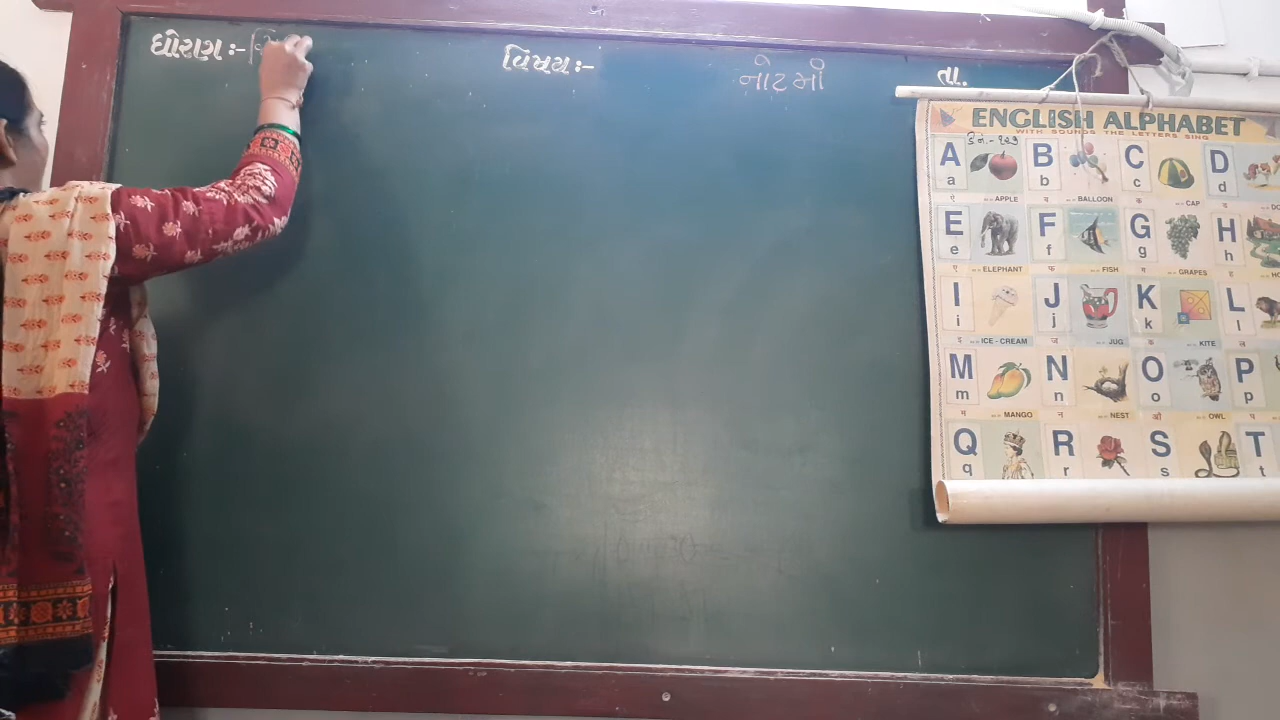 ધોરણ :-
વિષય :-
નોટમાં
તા.
ENGLISH ALPHABET
WITH SOUNDS THE LETTERS SING
A a APPLE
B b BALLOON
C c CAP
D d
E e ELEPHANT
F f FISH
G g GRAPES
H h
I i ICE-CREAM
J j JUG
K k KITE
L l
M m MANGO
N n NEST
O o OWL
P p
Q q
R r
S s
T t